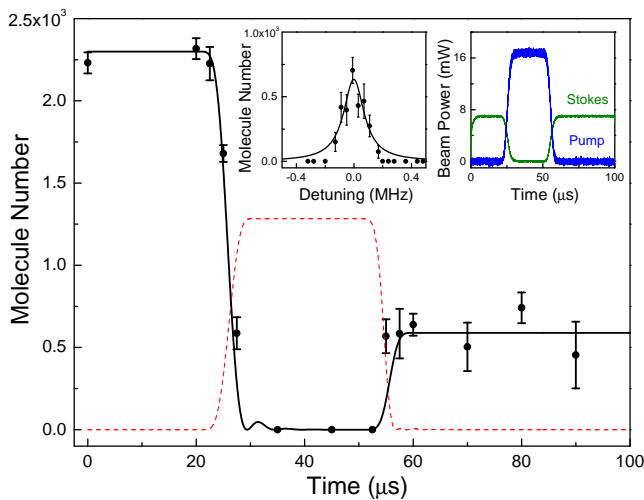 2.5x10³
2.0
1.5
1.0
0.5
0.0
Molecule Number
0
20
40
60
80
100
Time (μs)
1.0x10³
0.5
0.0
Molecule Number
-0.4
0.0
0.4
Detuning (MHz)
16
8
0
Beam Power (mW)
Stokes
Pump
0
50
100
Time (μs)